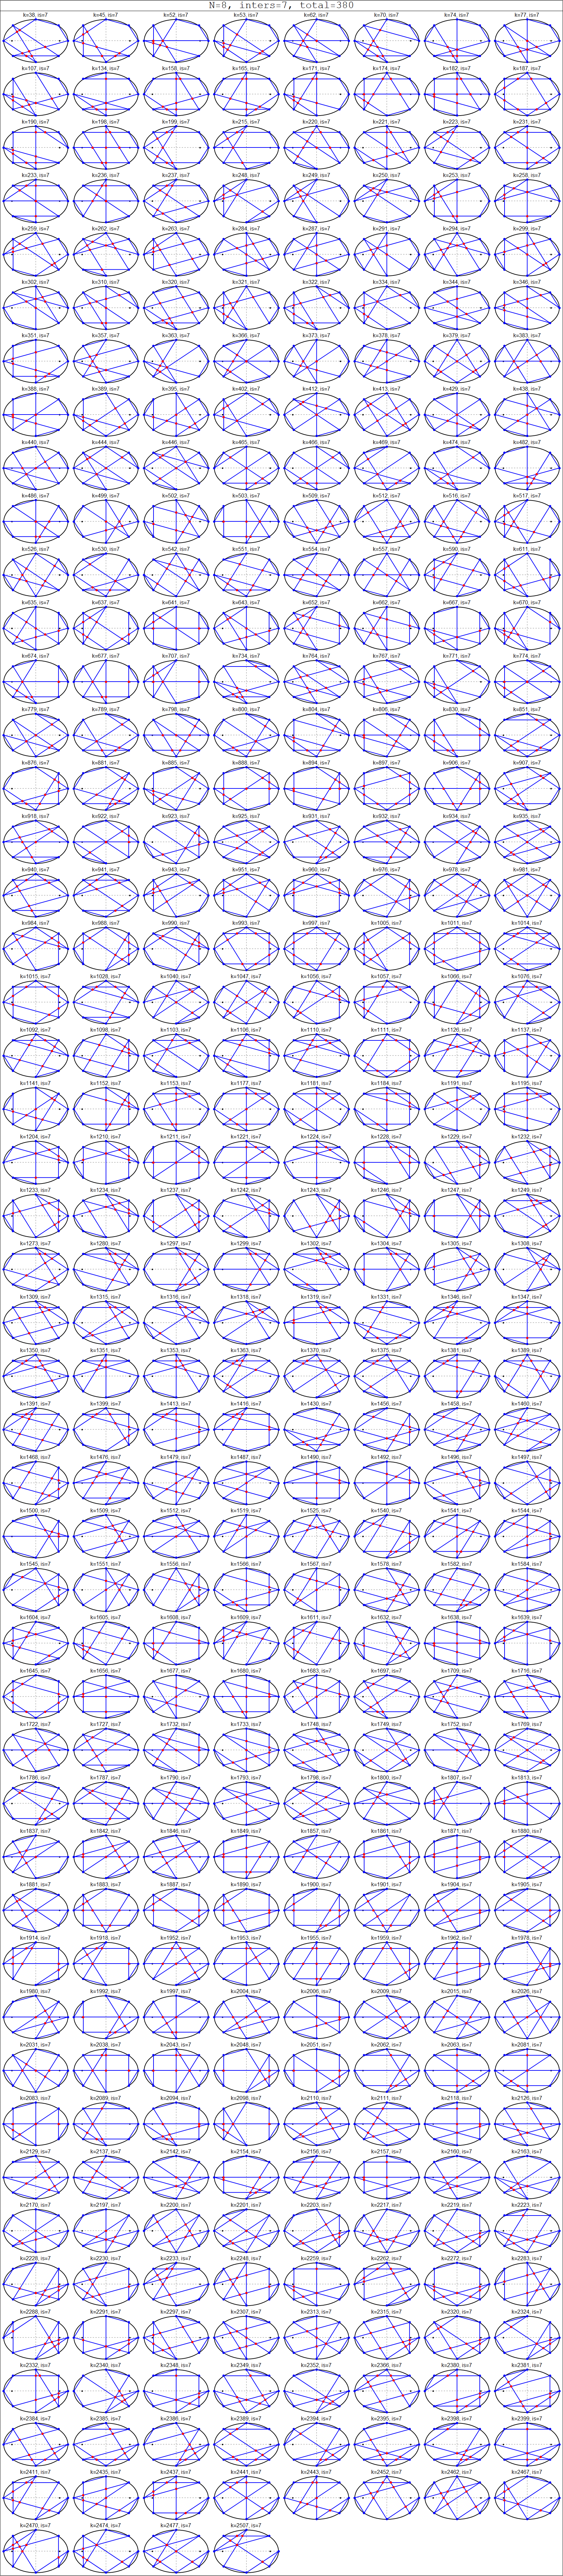 N=8, inters=7, total=380
k=38, is=7 k=45, is=7 k=52, is=7 k=53, is=7 k=62, is=7 k=70, is=7 k=74, is=7 k=77, is=7
k=107, is=7 k=134, is=7 k=158, is=7 k=165, is=7 k=171, is=7 k=174, is=7 k=182, is=7 k=187, is=7
k=190, is=7 k=198, is=7 k=199, is=7 k=215, is=7 k=220, is=7 k=221, is=7 k=223, is=7 k=231, is=7
k=233, is=7 k=236, is=7 k=237, is=7 k=248, is=7 k=249, is=7 k=250, is=7 k=253, is=7 k=258, is=7
k=259, is=7 k=262, is=7 k=263, is=7 k=284, is=7 k=287, is=7 k=291, is=7 k=294, is=7 k=299, is=7
k=302, is=7 k=310, is=7 k=320, is=7 k=321, is=7 k=322, is=7 k=334, is=7 k=344, is=7 k=346, is=7
k=351, is=7 k=357, is=7 k=363, is=7 k=366, is=7 k=373, is=7 k=378, is=7 k=379, is=7 k=383, is=7
k=388, is=7 k=389, is=7 k=395, is=7 k=402, is=7 k=412, is=7 k=413, is=7 k=429, is=7 k=438, is=7
k=440, is=7 k=444, is=7 k=446, is=7 k=465, is=7 k=466, is=7 k=469, is=7 k=474, is=7 k=482, is=7
k=486, is=7 k=499, is=7 k=502, is=7 k=503, is=7 k=509, is=7 k=512, is=7 k=516, is=7 k=517, is=7
k=526, is=7 k=530, is=7 k=542, is=7 k=551, is=7 k=554, is=7 k=557, is=7 k=590, is=7 k=611, is=7
k=635, is=7 k=637, is=7 k=641, is=7 k=643, is=7 k=652, is=7 k=662, is=7 k=667, is=7 k=670, is=7
k=674, is=7 k=677, is=7 k=707, is=7 k=734, is=7 k=764, is=7 k=767, is=7 k=771, is=7 k=774, is=7
k=779, is=7 k=789, is=7 k=798, is=7 k=800, is=7 k=804, is=7 k=806, is=7 k=830, is=7 k=851, is=7
k=876, is=7 k=881, is=7 k=885, is=7 k=888, is=7 k=894, is=7 k=897, is=7 k=906, is=7 k=907, is=7
k=918, is=7 k=922, is=7 k=923, is=7 k=925, is=7 k=931, is=7 k=932, is=7 k=934, is=7 k=935, is=7
k=940, is=7 k=941, is=7 k=943, is=7 k=951, is=7 k=960, is=7 k=976, is=7 k=978, is=7 k=981, is=7
k=984, is=7 k=988, is=7 k=990, is=7 k=993, is=7 k=997, is=7 k=1005, is=7 k=1011, is=7 k=1014, is=7
k=1015, is=7 k=1028, is=7 k=1040, is=7 k=1047, is=7 k=1056, is=7 k=1057, is=7 k=1066, is=7 k=1076, is=7
k=1092, is=7 k=1098, is=7 k=1103, is=7 k=1106, is=7 k=1110, is=7 k=1111, is=7 k=1126, is=7 k=1137, is=7
k=1141, is=7 k=1152, is=7 k=1153, is=7 k=1177, is=7 k=1181, is=7 k=1184, is=7 k=1191, is=7 k=1195, is=7
k=1204, is=7 k=1210, is=7 k=1211, is=7 k=1221, is=7 k=1224, is=7 k=1228, is=7 k=1229, is=7 k=1232, is=7
k=1233, is=7 k=1234, is=7 k=1237, is=7 k=1242, is=7 k=1243, is=7 k=1246, is=7 k=1247, is=7 k=1249, is=7
k=1273, is=7 k=1280, is=7 k=1297, is=7 k=1299, is=7 k=1302, is=7 k=1304, is=7 k=1305, is=7 k=1308, is=7
k=1309, is=7 k=1315, is=7 k=1316, is=7 k=1318, is=7 k=1319, is=7 k=1331, is=7 k=1346, is=7 k=1347, is=7
k=1350, is=7 k=1351, is=7 k=1353, is=7 k=1363, is=7 k=1370, is=7 k=1375, is=7 k=1381, is=7 k=1389, is=7
k=1391, is=7 k=1399, is=7 k=1413, is=7 k=1416, is=7 k=1430, is=7 k=1456, is=7 k=1458, is=7 k=1460, is=7
k=1468, is=7 k=1476, is=7 k=1479, is=7 k=1487, is=7 k=1490, is=7 k=1492, is=7 k=1496, is=7 k=1497, is=7
k=1500, is=7 k=1509, is=7 k=1512, is=7 k=1519, is=7 k=1525, is=7 k=1540, is=7 k=1541, is=7 k=1544, is=7
k=1545, is=7 k=1551, is=7 k=1558, is=7 k=1566, is=7 k=1567, is=7 k=1578, is=7 k=1582, is=7 k=1584, is=7
k=1604, is=7 k=1605, is=7 k=1608, is=7 k=1609, is=7 k=1611, is=7 k=1632, is=7 k=1638, is=7 k=1639, is=7
k=1645, is=7 k=1656, is=7 k=1677, is=7 k=1680, is=7 k=1683, is=7 k=1697, is=7 k=1709, is=7 k=1716, is=7
k=1722, is=7 k=1727, is=7 k=1732, is=7 k=1733, is=7 k=1748, is=7 k=1749, is=7 k=1752, is=7 k=1769, is=7
k=1786, is=7 k=1787, is=7 k=1790, is=7 k=1793, is=7 k=1798, is=7 k=1800, is=7 k=1807, is=7 k=1813, is=7
k=1837, is=7 k=1842, is=7 k=1846, is=7 k=1849, is=7 k=1857, is=7 k=1861, is=7 k=1871, is=7 k=1880, is=7
k=1881, is=7 k=1883, is=7 k=1887, is=7 k=1890, is=7 k=1900, is=7 k=1901, is=7 k=1904, is=7 k=1905, is=7
k=1914, is=7 k=1918, is=7 k=1952, is=7 k=1953, is=7 k=1955, is=7 k=1959, is=7 k=1962, is=7 k=1978, is=7
k=1980, is=7 k=1992, is=7 k=1997, is=7 k=2004, is=7 k=2006, is=7 k=2009, is=7 k=2015, is=7 k=2026, is=7
k=2031, is=7 k=2038, is=7 k=2043, is=7 k=2048, is=7 k=2051, is=7 k=2062, is=7 k=2063, is=7 k=2081, is=7
k=2083, is=7 k=2089, is=7 k=2094, is=7 k=2098, is=7 k=2110, is=7 k=2111, is=7 k=2118, is=7 k=2126, is=7
k=2129, is=7 k=2137, is=7 k=2142, is=7 k=2154, is=7 k=2156, is=7 k=2157, is=7 k=2160, is=7 k=2163, is=7
k=2170, is=7 k=2197, is=7 k=2200, is=7 k=2201, is=7 k=2203, is=7 k=2217, is=7 k=2219, is=7 k=2223, is=7
k=2228, is=7 k=2230, is=7 k=2233, is=7 k=2248, is=7 k=2259, is=7 k=2262, is=7 k=2272, is=7 k=2283, is=7
k=2288, is=7 k=2291, is=7 k=2297, is=7 k=2307, is=7 k=2313, is=7 k=2315, is=7 k=2320, is=7 k=2324, is=7
k=2332, is=7 k=2340, is=7 k=2348, is=7 k=2349, is=7 k=2352, is=7 k=2366, is=7 k=2380, is=7 k=2381, is=7
k=2384, is=7 k=2385, is=7 k=2386, is=7 k=2389, is=7 k=2394, is=7 k=2395, is=7 k=2398, is=7 k=2399, is=7
k=2411, is=7 k=2435, is=7 k=2437, is=7 k=2441, is=7 k=2443, is=7 k=2452, is=7 k=2462, is=7 k=2467, is=7
k=2470, is=7 k=2474, is=7 k=2477, is=7 k=2507, is=7